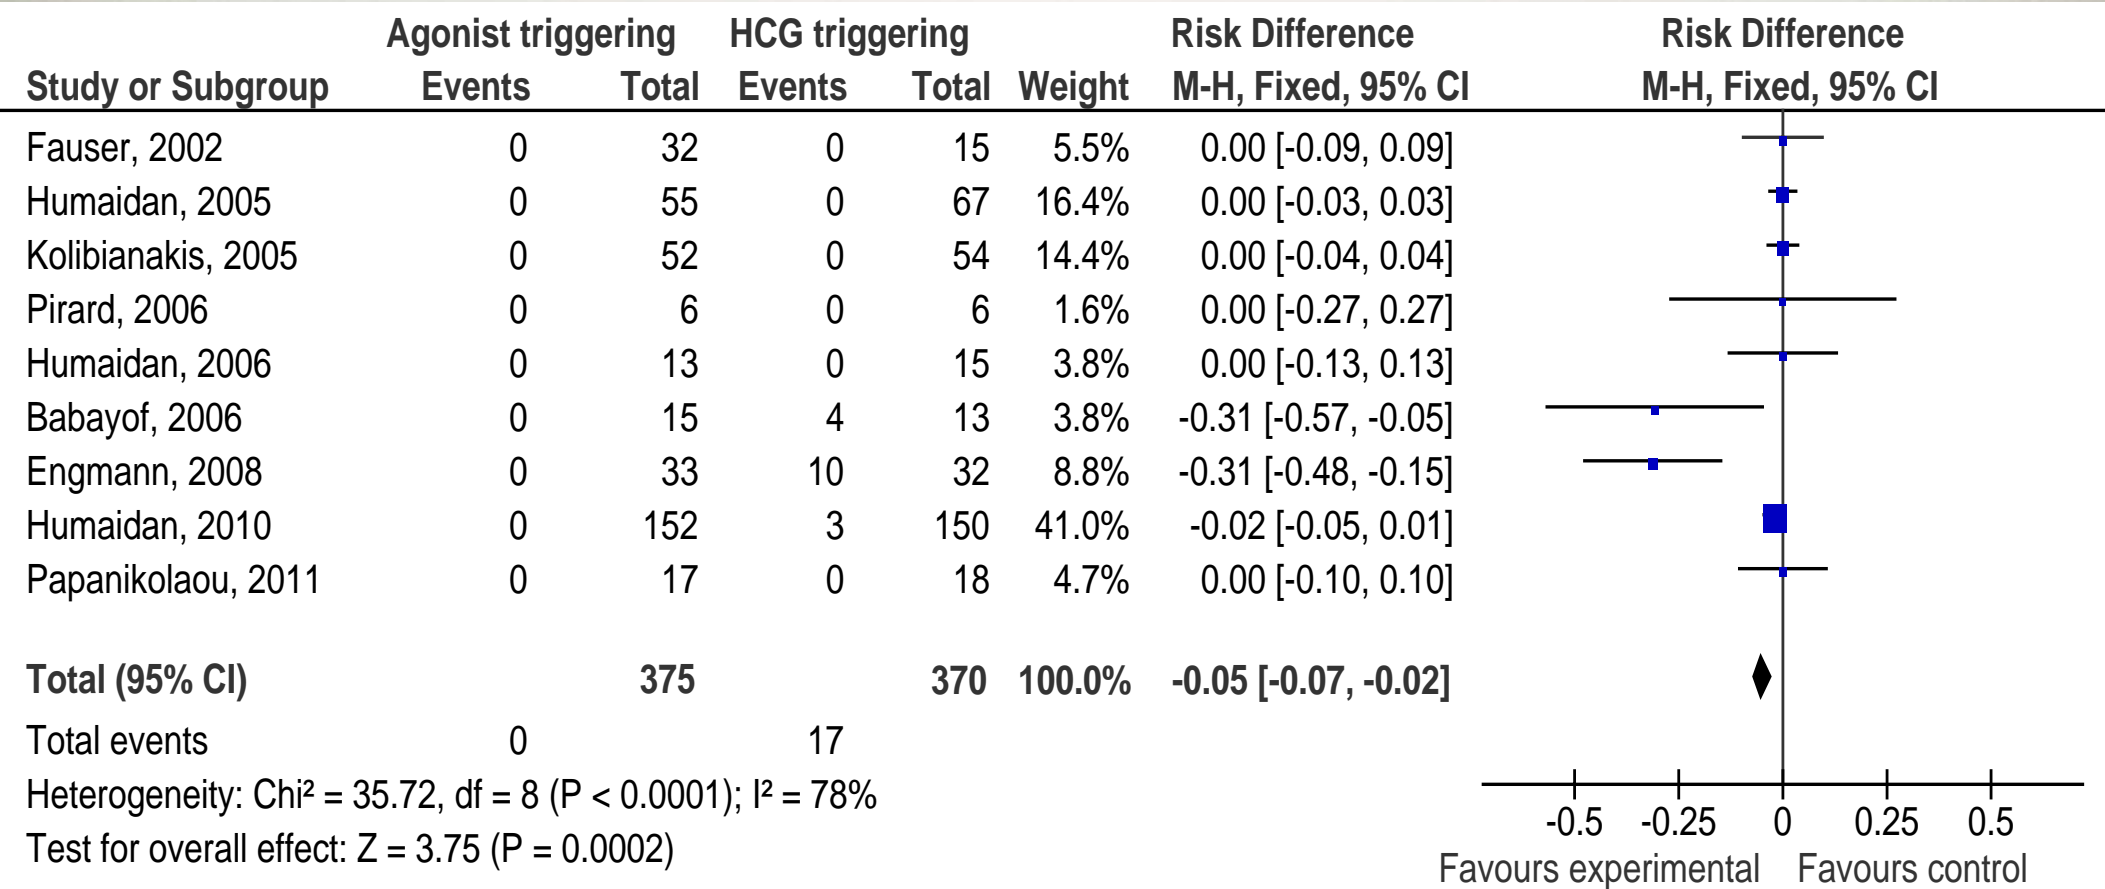 Agonist triggering HCG triggering Risk Difference Risk Difference
Study or Subgroup Events Total Events Total Weight M-H, Fixed, 95% CI M-H, Fixed, 95% CI
Fauser, 2002 0 32 0 15 5.5% 0.00 [-0.09, 0.09]
Humaidan, 2005 0 55 0 67 16.4% 0.00 [-0.03, 0.03]
Kolibianakis, 2005 0 52 0 54 14.4% 0.00 [-0.04, 0.04]
Pirard, 2006 0 6 0 6 1.6% 0.00 [-0.27, 0.27]
Humaidan, 2006 0 13 0 15 3.8% 0.00 [-0.13, 0.13]
Babayof, 2006 0 15 4 13 3.8% -0.31 [-0.57, -0.05]
Engmann, 2008 0 33 10 32 8.8% -0.31 [-0.48, -0.15]
Humaidan, 2010 0 152 3 150 41.0% -0.02 [-0.05, 0.01]
Papanikolaou, 2011 0 17 0 18 4.7% 0.00 [-0.10, 0.10]
Total (95% CI) 375 370 100.0% -0.05 [-0.07, -0.02]
Total events 0 17
Heterogeneity: Chi² = 35.72, df = 8 (P < 0.0001); I² = 78%
Test for overall effect: Z = 3.75 (P = 0.0002)
-0.5 -0.25 0 0.25 0.5
Favours experimental Favours control